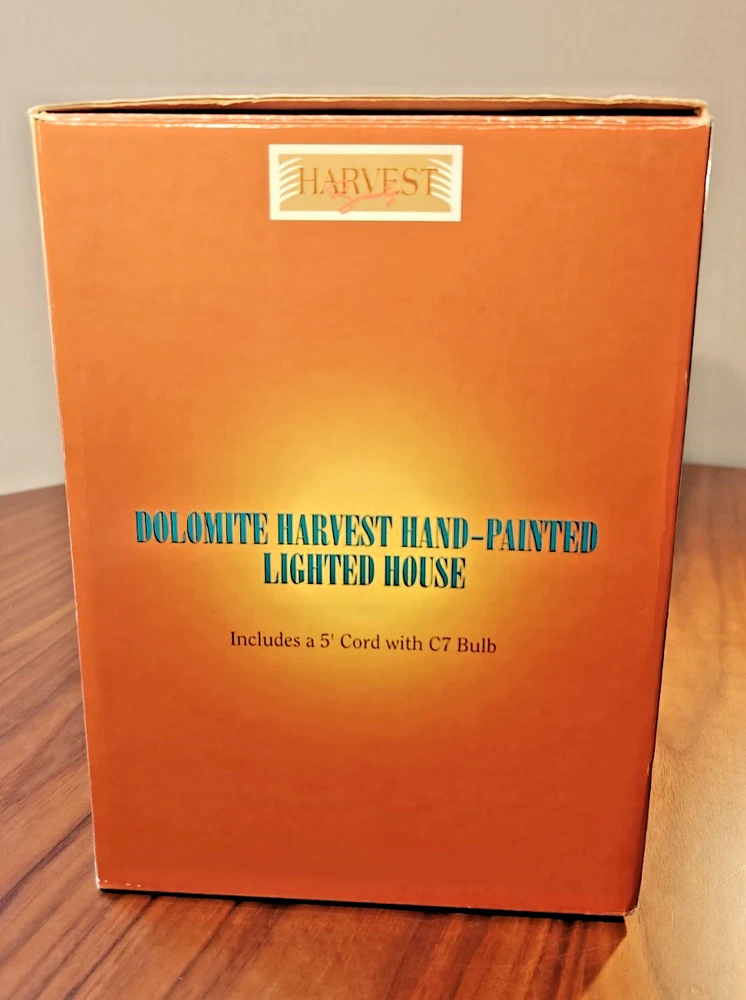 HARVEST
DOLOMITE HARVEST HAND-PAINTED
LIGHTED HOUSE
Includes a 5' Cord with C7 Bulb